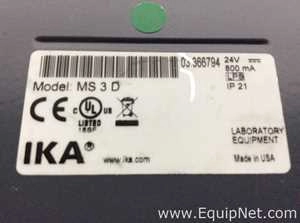 03.366794
24V
800 mA
LPS
IP 21
Model: MS 3 D
CE
UL
LISTED
LABORATORY
EQUIPMENT
IKA®
www.ika.com
Made in USA
www.EquipNet.com